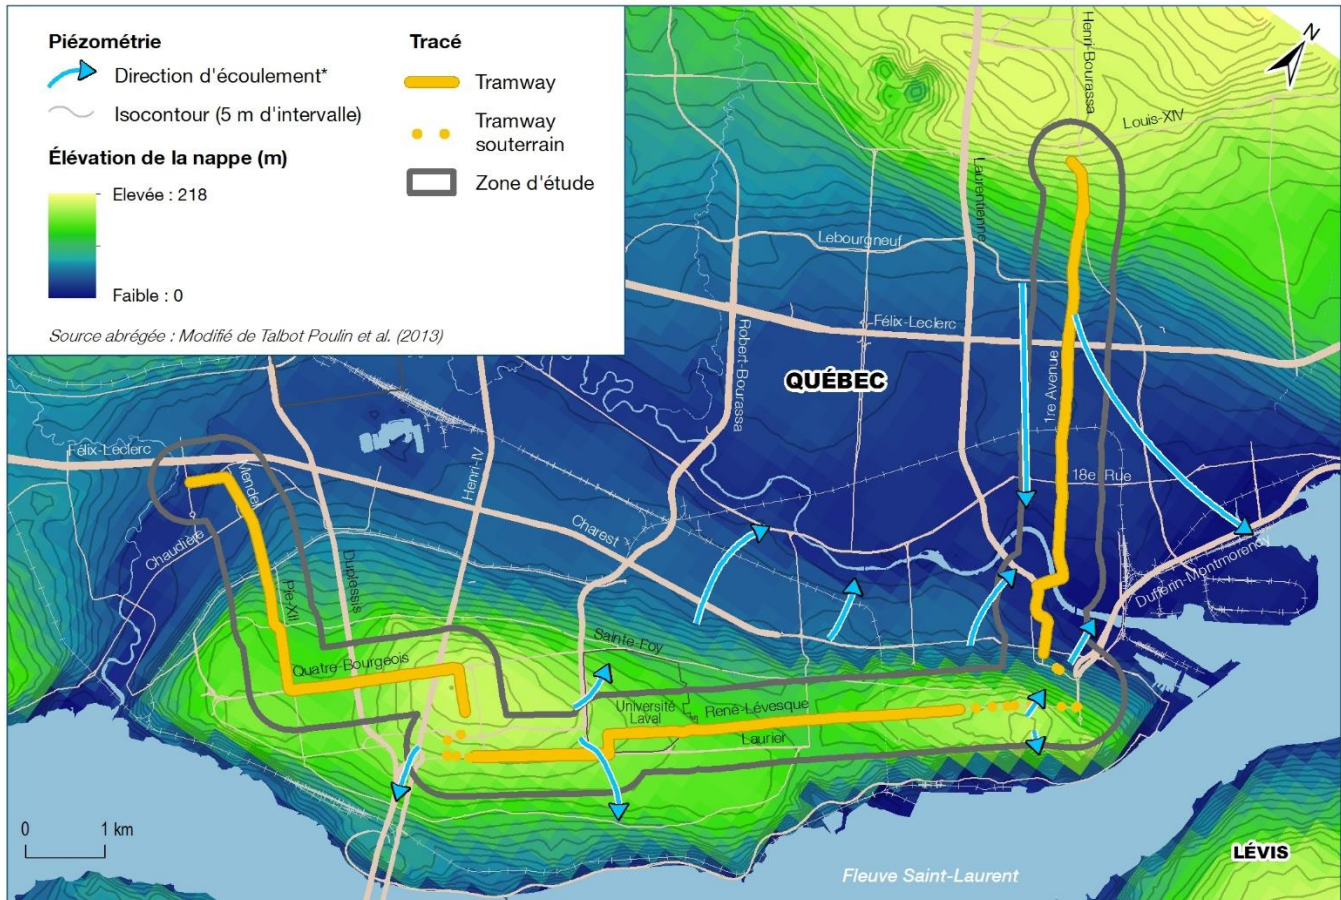 Piézométrie
Direction d'écoulement*
Isocontour (5 m d'intervalle)
Élévation de la nappe (m)
Elevée : 218
Faible : 0
Source abrégée : Modifié de Talbot Poulin et al. (2013)
Tracé
Tramway
Tramway
souterrain
Zone d'étude
N
Henri-Bourassa
Louis-XIV
Laurentienne
Lebourgneuf
Félix-Leclerc
Robert-Bourassa
QUÉBEC
1re Avenue
18e Rue
Dufferin-Montmorency
Félix-Leclerc
Mendel
Chaudière
Pie-XII
Duplessis
Henri-IV
Charest
Sainte-Foy
Quatre-Bourgeois
Université
Laval
René-Lévesque
Laurier
0 1 km
Fleuve Saint-Laurent
LÉVIS